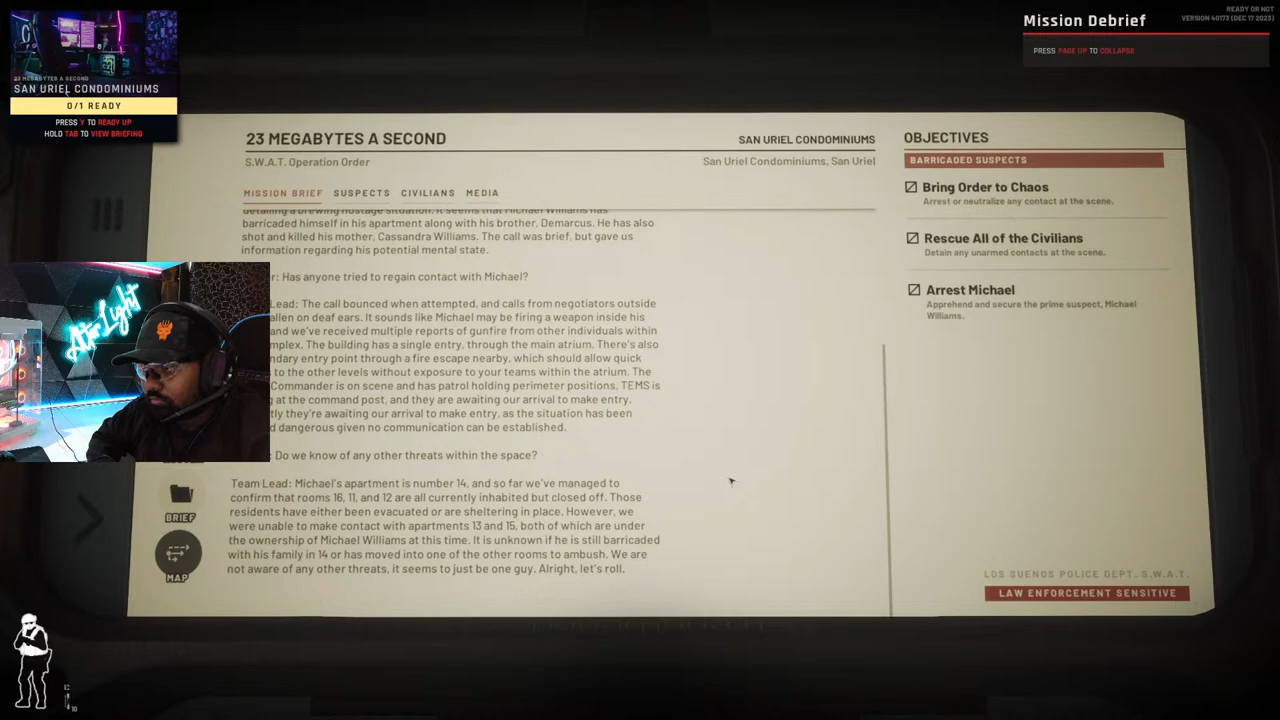 23 MEGABYTES A SECOND
SAN URIEL CONDOMINIUMS
0/1 READY
PRESS Y TO READY UP
HOLD TAB TO VIEW BRIEFING
Mission Debrief
READY OR NOT
VERSION 40173 (DEC 17 2023)
PRESS PAGE UP TO COLLAPSE
23 MEGABYTES A SECOND
SAN URIEL CONDOMINIUMS
S.W.A.T. Operation Order
San Uriel Condominiums, San Uriel
MISSION BRIEF SUSPECTS CIVILIANS MEDIA
detailing a brewing hostage situation. It seems that Michael Williams has
barricaded himself in his apartment along with his brother, Demarcus. He has also
shot and killed his mother, Cassandra Williams. The call was brief, but gave us
information regarding his potential mental state.
r: Has anyone tried to regain contact with Michael?
Lead: The call bounced when attempted, and calls from negotiators outside
allen on deaf ears. It sounds like Michael may be firing a weapon inside his
and we've received multiple reports of gunfire from other individuals within
mplex. The building has a single entry, through the main atrium. There's also
ndary entry point through a fire escape nearby, which should allow quick
to the other levels without exposure to your teams within the atrium. The
Commander is on scene and has patrol holding perimeter positions. TEMS is
g at the command post, and they are awaiting our arrival to make entry.
tly they're awaiting our arrival to make entry, as the situation has been
d dangerous given no communication can be established.
: Do we know of any other threats within the space?
Team Lead: Michael's apartment is number 14, and so far we've managed to
confirm that rooms 16, 11, and 12 are all currently inhabited but closed off. Those
residents have either been evacuated or are sheltering in place. However, we
were unable to make contact with apartments 13 and 15, both of which are under
the ownership of Michael Williams at this time. It is unknown if he is still barricaded
with his family in 14 or has moved into one of the other rooms to ambush. We are
not aware of any other threats, it seems to just be one guy. Alright, let's roll.
OBJECTIVES
BARRICADED SUSPECTS
Bring Order to Chaos
Arrest or neutralize any contact at the scene.
Rescue All of the Civilians
Detain any unarmed contacts at the scene.
Arrest Michael
Apprehend and secure the prime suspect, Michael
Williams.
LOS SUENOS POLICE DEPT. S.W.A.T.
LAW ENFORCEMENT SENSITIVE
AtorLight
BRIEF
MAP